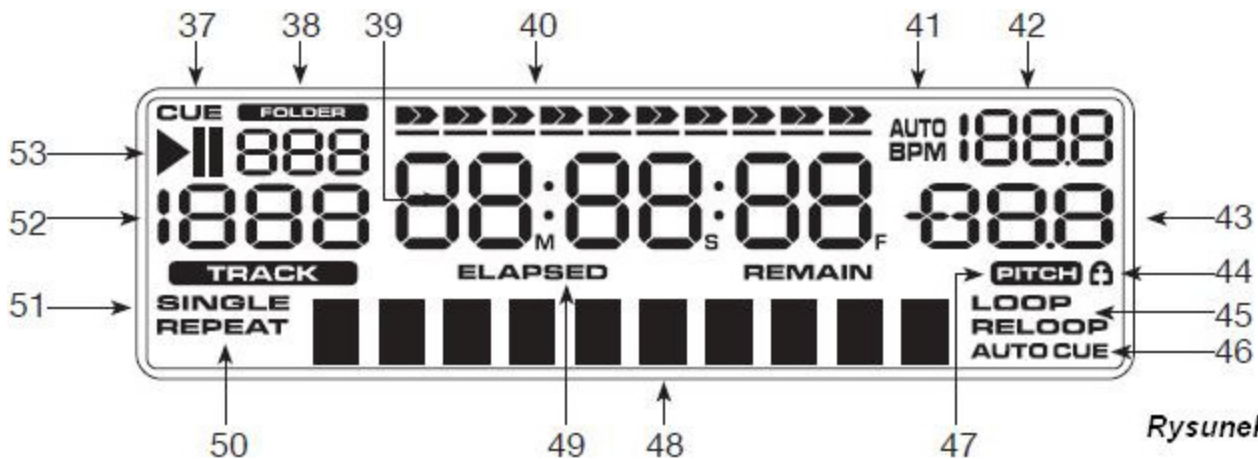 37 38 39 40 41 42
CUE FOLDER
AUTO 188.8
BPM
53 888
52 1888 88:88:88 88.8 43
M S F
TRACK ELAPSED REMAIN PITCH 44
51 SINGLE LOOP 45
REPEAT RELOOP
AUTO CUE 46
50 49 48 47 Rysunek